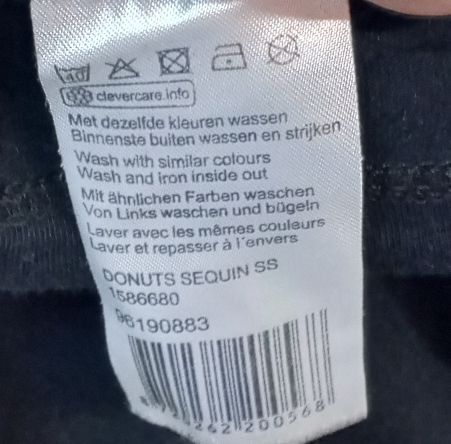 40
clevercare.info
Met dezelfde kleuren wassen
Binnenste buiten wassen en strijken
Wash with similar colours
Wash and iron inside out
Mit ähnlichen Farben waschen
Von Links waschen und bügeln
Laver avec les mêmes couleurs
Laver et repasser à l'envers
DONUTS SEQUIN SS
1586680
96190883